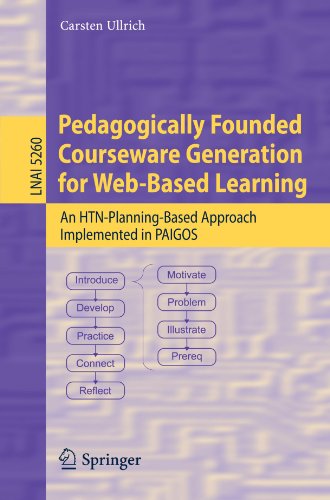 Carsten Ullrich
LNAI 5260
Pedagogically Founded
Courseware Generation
for Web-Based Learning
An HTN-Planning-Based Approach
Implemented in PAIGOS
Introduce
Develop
Practice
Connect
Reflect
Motivate
Problem
Illustrate
Prereq
Springer